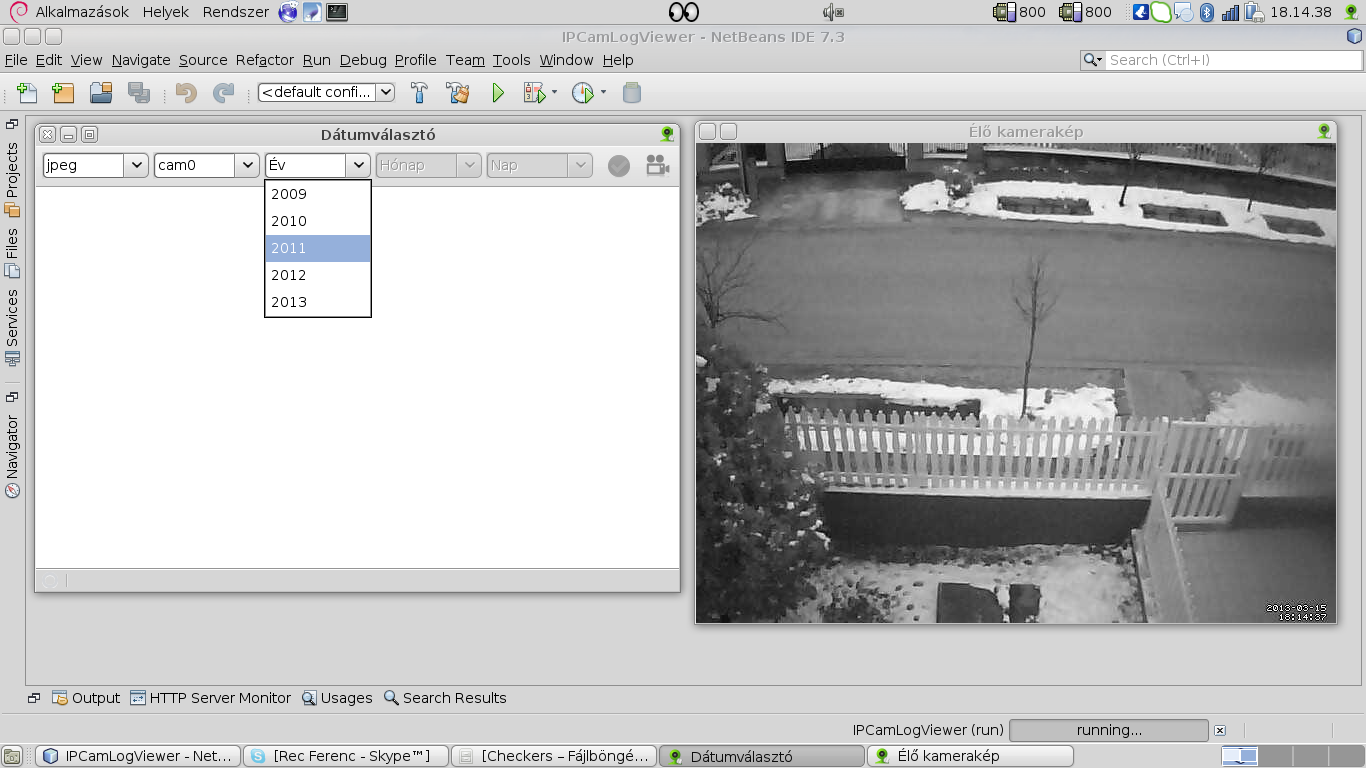 Alkalmazások Helyek Rendszer 800 800 18.14.38
IPCamLogViewer - NetBeans IDE 7.3
File Edit View Navigate Source Refactor Run Debug Profile Team Tools Window Help Search (Ctrl+I)
<default confi...
Projects
Files
Services
Navigator
Dátumválasztó
jpeg cam0 Év Hónap Nap
2009
2010
2011
2012
2013
Élő kamerakép
2013-03-15
18:14:37
Output HTTP Server Monitor Usages Search Results
IPCamLogViewer (run) running...
IPCamLogViewer - Net... [Rec Ferenc - Skype™] [Checkers – Fájlböngé... Dátumválasztó Élő kamerakép